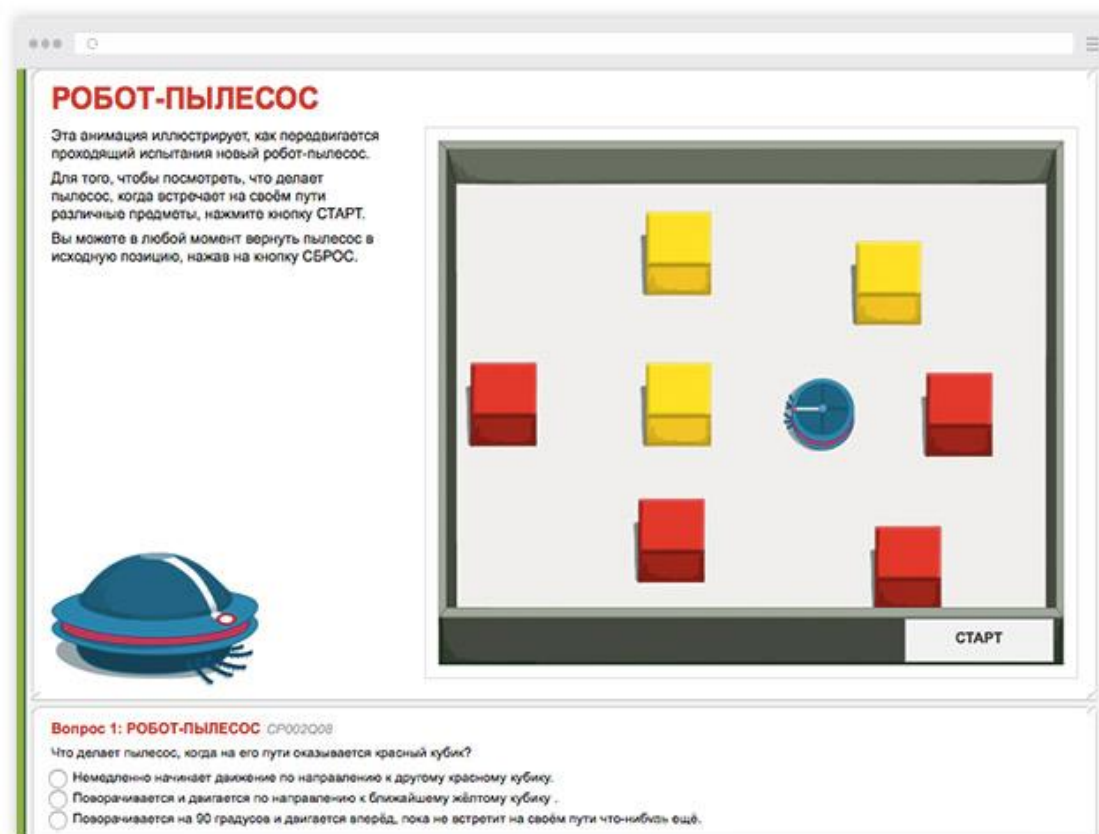 РОБОТ-ПЫЛЕСОС
Эта анимация иллюстрирует, как передвигается
проходящий испытания новый робот-пылесос.
Для того, чтобы посмотреть, что делает
пылесос, когда встречает на своём пути
различные предметы, нажмите кнопку СТАРТ.
Вы можете в любой момент вернуть пылесос в
исходную позицию, нажав на кнопку СБРОС.
СТАРТ
Вопрос 1: РОБОТ-ПЫЛЕСОС CP002Q08
Что делает пылесос, когда на его пути оказывается красный кубик?
Немедленно начинает движение по направлению к другому красному кубику.
Поворачивается и двигается по направлению к ближайшему жёлтому кубику .
Поворачивается на 90 градусов и двигается вперёд, пока не встретит на своём пути что-нибудь ещё.